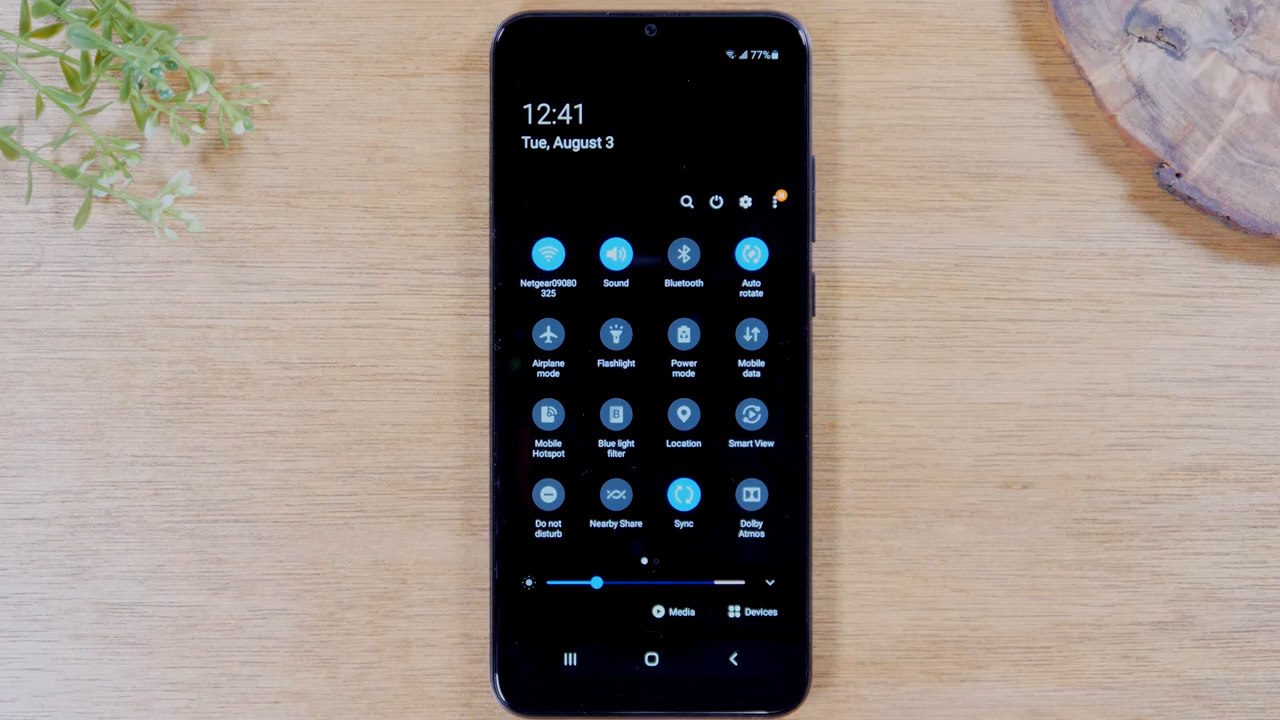 77%
12:41
Tue, August 3
N
Netgear09080
325
Sound
Bluetooth
Auto
rotate
Airplane
mode
Flashlight
Power
mode
Mobile
data
Mobile
Hotspot
Blue light
filter
Location
Smart View
Do not
disturb
Nearby Share
Sync
Dolby
Atmos
Media
Devices